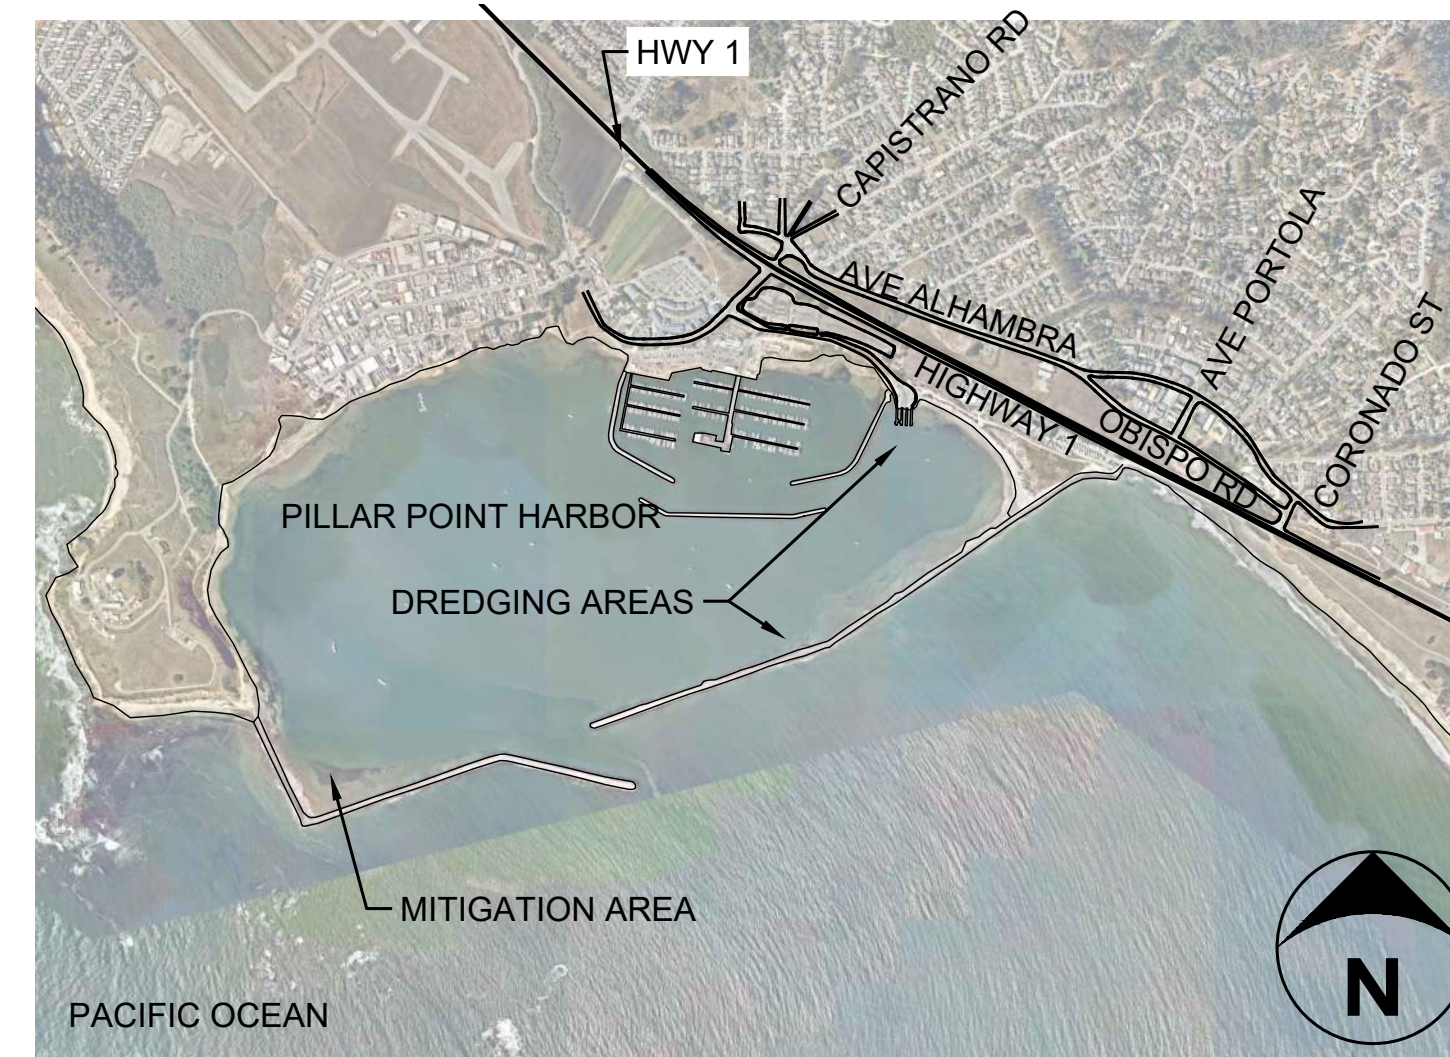 HWY 1
CAPISTRANO RD
AVE ALHAMBRA
AVE PORTOLA
HIGHWAY 1
OBISPO RD
CORONADO ST
PILLAR POINT HARBOR
DREDGING AREAS
MITIGATION AREA
PACIFIC OCEAN
N